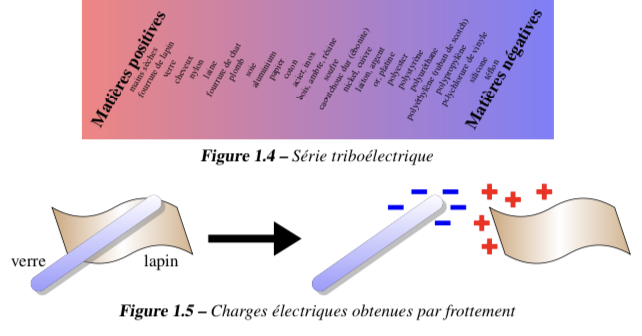 Matières positives
mains sèches
fourrure de lapin
verre
cheveux
nylon
laine
fourrure de chat
plomb
soie
aluminium
papier
coton
acier, inox
bois, ambre, résine
soufre
caoutchouc dur (ébonite)
nickel, cuivre
laiton, argent
or, platine
polyester
polystyrène
polyuréthane
polyéthylène (ruban de scotch)
polypropylène
polychlorure de vinyle
silicone
téflon
Matières négatives
Figure 1.4 – Série triboélectrique
verre
lapin
Figure 1.5 – Charges électriques obtenues par frottement